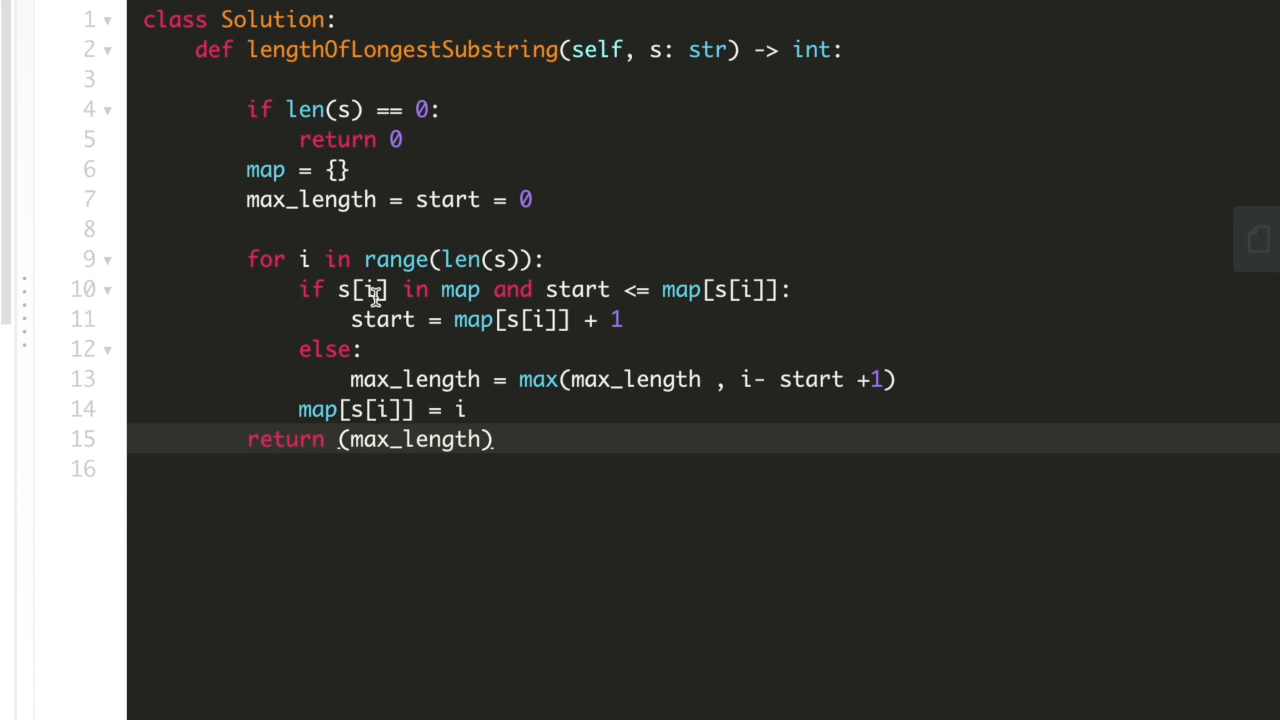 1 class Solution:
2 def lengthOfLongestSubstring(self, s: str) -> int:
3
4 if len(s) == 0:
5 return 0
6 map = {}
7 max_length = start = 0
8
9 for i in range(len(s)):
10 if s[i] in map and start <= map[s[i]]:
11 start = map[s[i]] + 1
12 else:
13 max_length = max(max_length , i- start +1)
14 map[s[i]] = i
15 return (max_length)
16